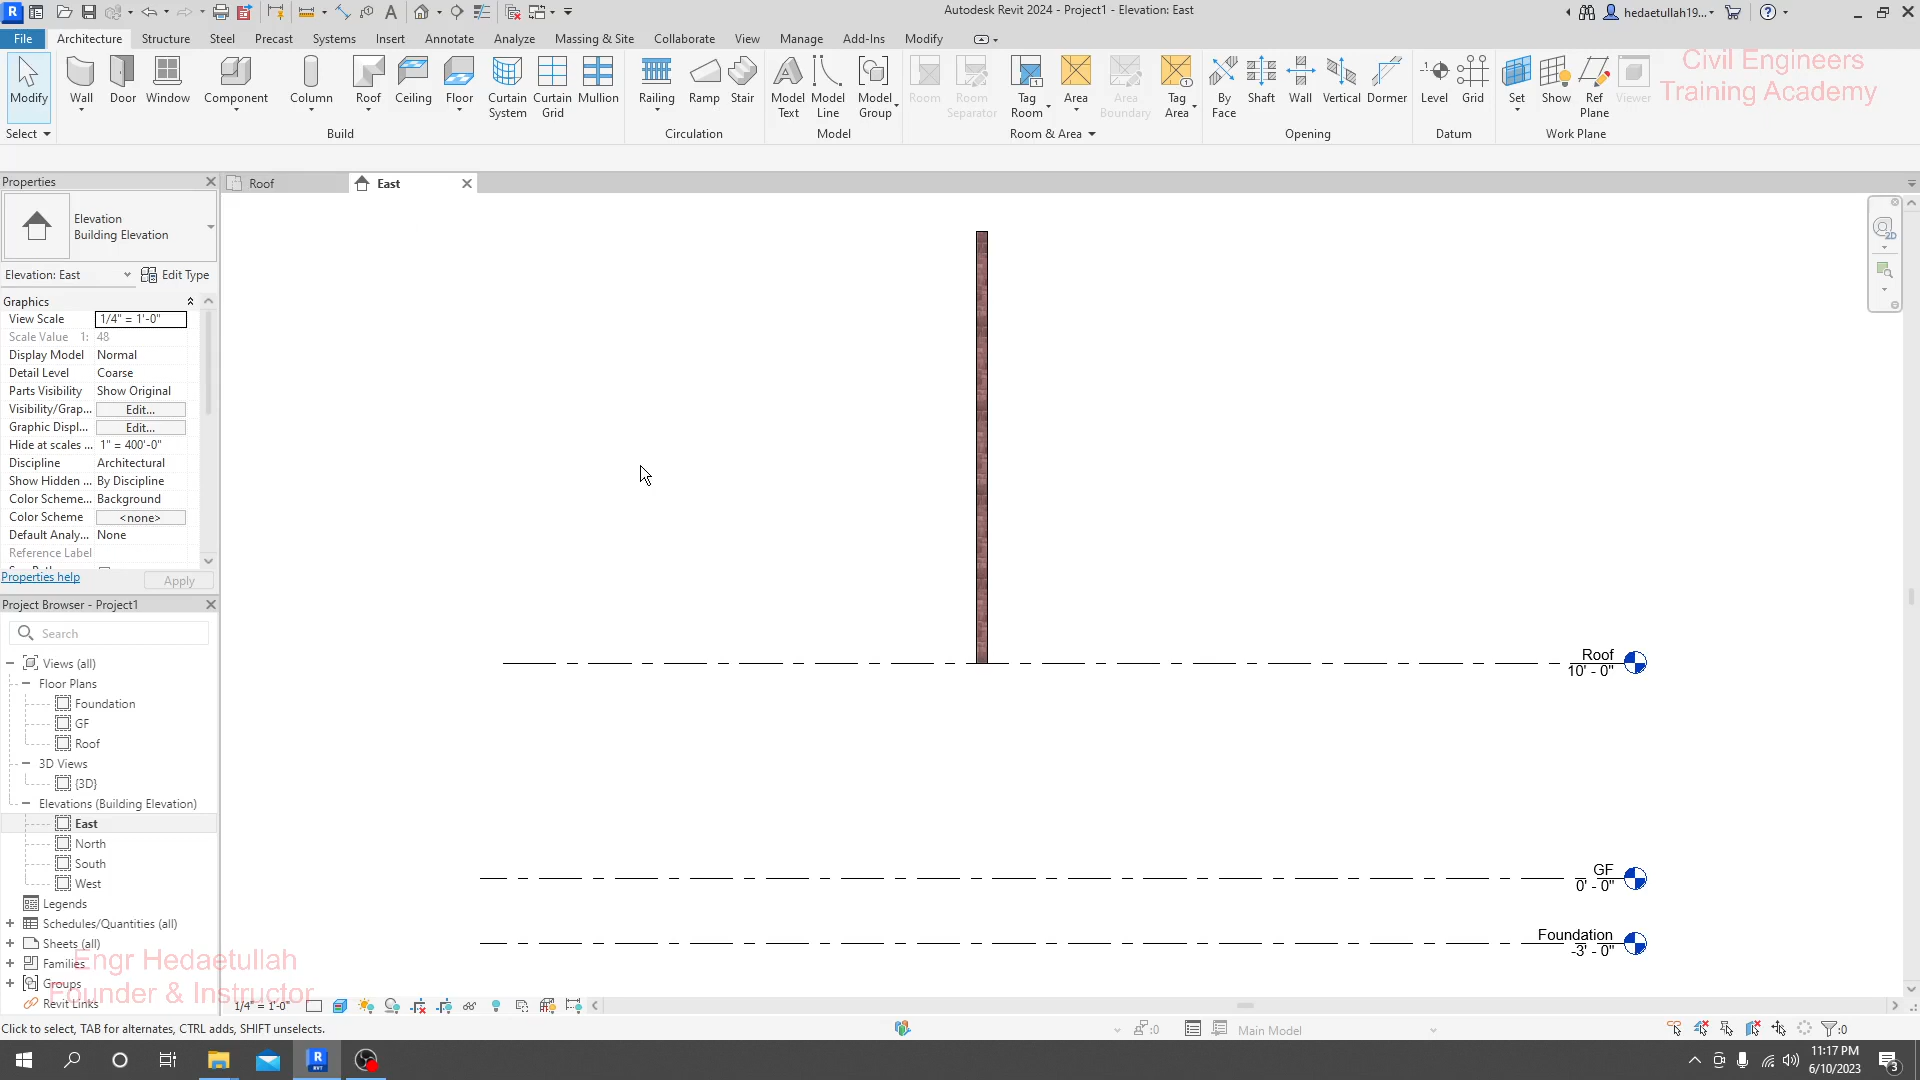 Autodesk Revit 2024 - Project1 - Elevation: East
hedaetullah19...
File Architecture Structure Steel Precast Systems Insert Annotate Analyze Massing & Site Collaborate View Manage Add-Ins Modify
Modify Wall Door Window Component Column Roof Ceiling Floor Curtain System Curtain Grid Mullion Railing Ramp Stair Model Text Model Line Model Group Room Room Separator Tag Room Area Area Boundary Tag Area By Face Shaft Wall Vertical Dormer Level Grid Set Show Ref Plane Viewer
Civil Engineers
Training Academy
Select Build Circulation Model Room & Area Opening Datum Work Plane
Properties
Roof
East
Elevation
Building Elevation
Elevation: East
Edit Type
Graphics
View Scale 1/4" = 1'-0"
Scale Value 1: 48
Display Model Normal
Detail Level Coarse
Parts Visibility Show Original
Visibility/Grap... Edit...
Graphic Displ... Edit...
Hide at scales ... 1" = 400'-0"
Discipline Architectural
Show Hidden ... By Discipline
Color Scheme... Background
Color Scheme <none>
Default Analy... None
Reference Label
Properties help
Apply
Project Browser - Project1
Search
Views (all)
Floor Plans
Foundation
GF
Roof
3D Views
{3D}
Elevations (Building Elevation)
East
North
South
West
Legends
Schedules/Quantities (all)
Sheets (all)
Families
Groups
Revit Links
Engr Hedaetullah
Founder & Instructor
Roof
10' - 0"
GF
0' - 0"
Foundation
-3' - 0"
1/4" = 1'-0"
Click to select, TAB for alternates, CTRL adds, SHIFT unselects.
:0
Main Model
:0
11:17 PM
6/10/2023
3